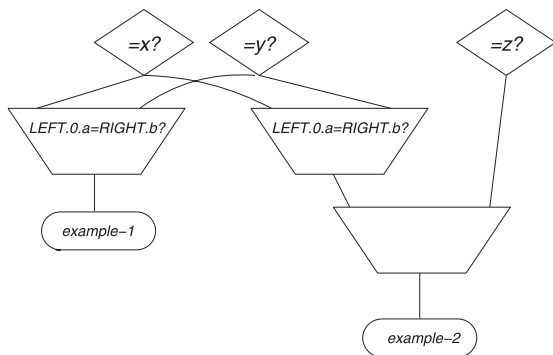 =x?
=y?
=z?
LEFT.0.a=RIGHT.b?
LEFT.0.a=RIGHT.b?
example−1
example−2